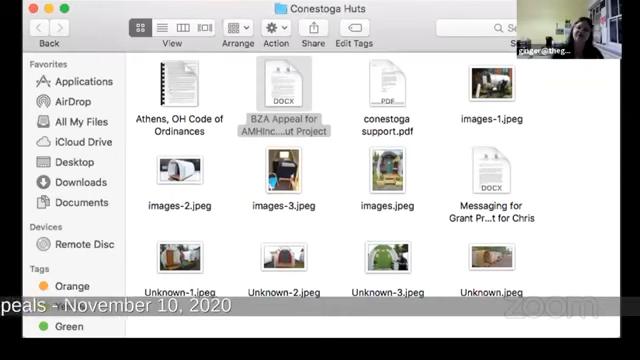 Conestoga Huts
Back
View
Arrange
Action
Share
Edit Tags
ginger@theg...
Favorites
Applications
AirDrop
All My Files
iCloud Drive
Desktop
Downloads
Documents
Devices
Remote Disc
Tags
Orange
Green
Athens, OH Code of
Ordinances
DOCX
BZA Appeal for
AMHInc....ut Project
PDF
conestoga
support.pdf
images-1.jpeg
images-2.jpeg
images-3.jpeg
images.jpeg
DOCX
Messaging for
Grant Pr...t for Chris
Unknown-1.jpeg
Unknown-2.jpeg
Unknown-3.jpeg
Unknown.jpeg
peals - November 10, 2020
zoom